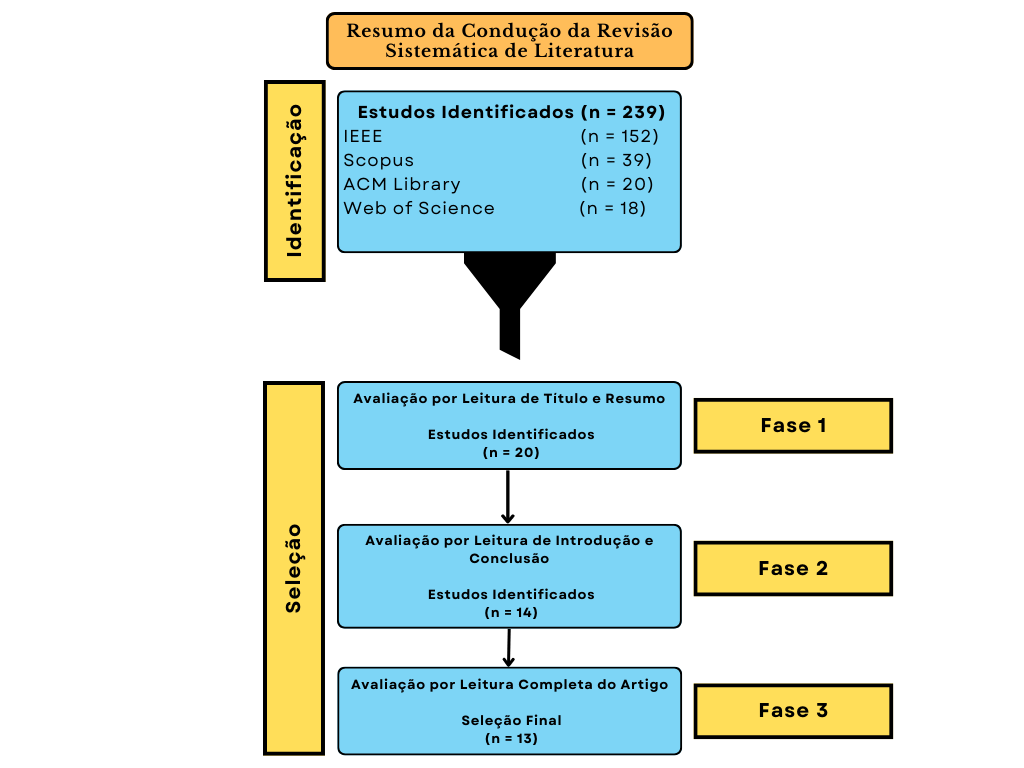 Resumo da Condução da Revisão
Sistemática de Literatura
Identificação
Estudos Identificados (n = 239)
IEEE (n = 152)
Scopus (n = 39)
ACM Library (n = 20)
Web of Science (n = 18)
Seleção
Avaliação por Leitura de Título e Resumo
Estudos Identificados
(n = 20)
Fase 1
Avaliação por Leitura de Introdução e
Conclusão
Estudos Identificados
(n = 14)
Fase 2
Avaliação por Leitura Completa do Artigo
Seleção Final
(n = 13)
Fase 3